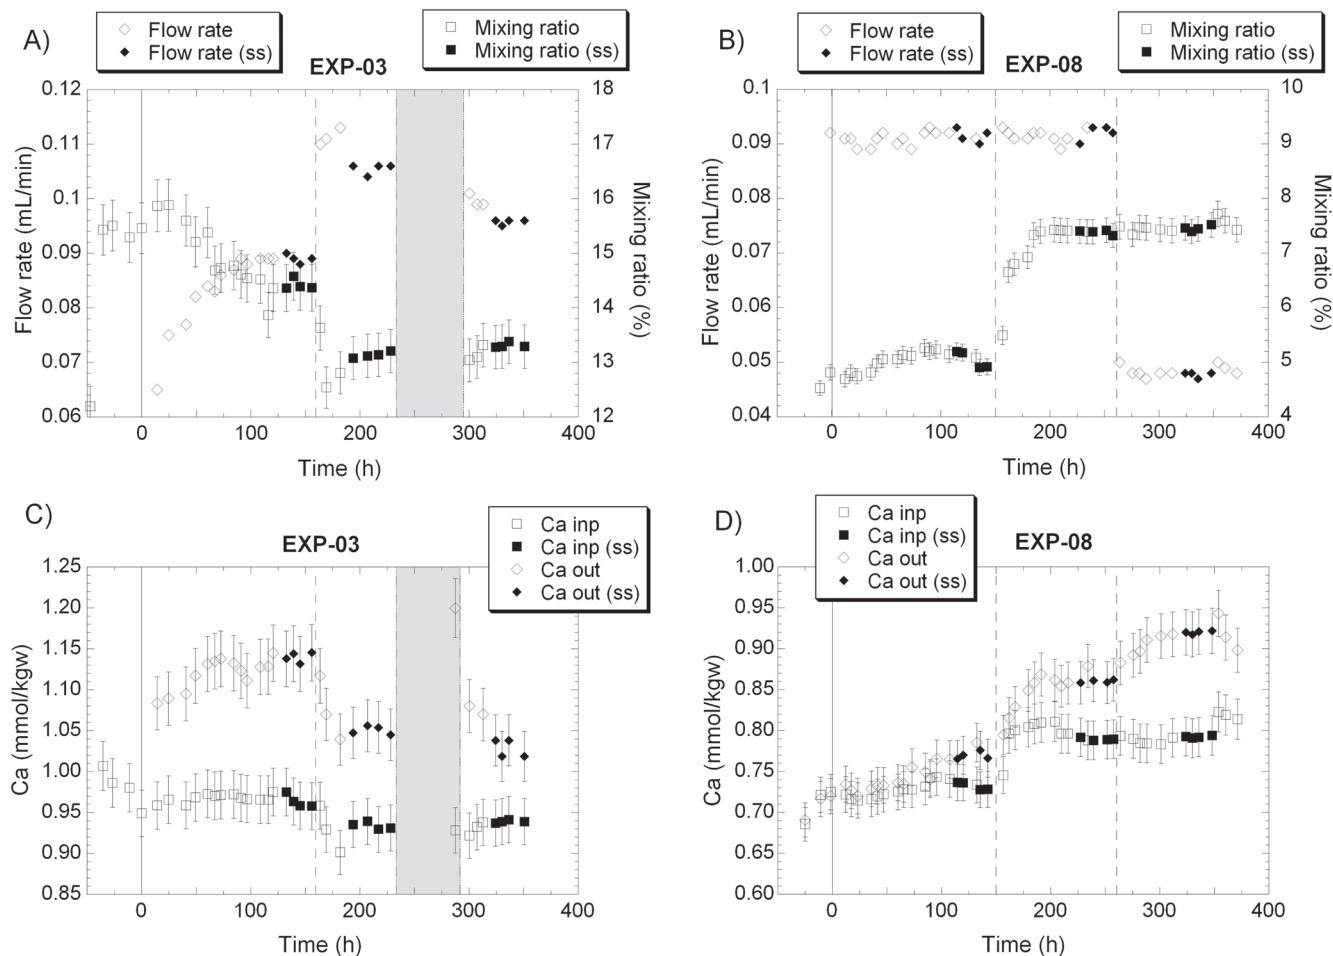 A)
Flow rate
Flow rate (ss)
Mixing ratio
Mixing ratio (ss)
EXP-03
0.12
0.11
0.1
0.09
0.08
0.07
0.06
Flow rate (mL/min)
18
17
16
15
14
13
12
Mixing ratio (%)
0
100
200
300
400
Time (h)
B)
Flow rate
Flow rate (ss)
Mixing ratio
Mixing ratio (ss)
EXP-08
0.1
0.09
0.08
0.07
0.06
0.05
0.04
Flow rate (mL/min)
10
9
8
7
6
5
4
Mixing ratio (%)
0
100
200
300
400
Time (h)
C)
Ca inp
Ca inp (ss)
Ca out
Ca out (ss)
EXP-03
1.25
1.20
1.15
1.10
1.05
1.00
0.95
0.90
0.85
Ca (mmol/kgw)
0
100
200
300
400
Time (h)
D)
Ca inp
Ca inp (ss)
Ca out
Ca out (ss)
EXP-08
1.00
0.95
0.90
0.85
0.80
0.75
0.70
0.65
0.60
Ca (mmol/kgw)
0
100
200
300
400
Time (h)